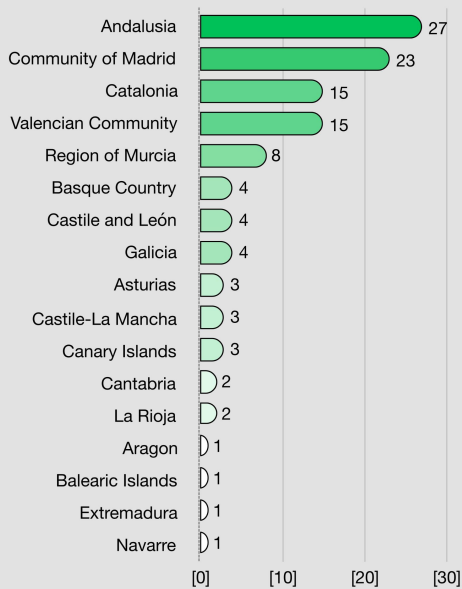 Andalusia 27
Community of Madrid 23
Catalonia 15
Valencian Community 15
Region of Murcia 8
Basque Country 4
Castile and León 4
Galicia 4
Asturias 3
Castile-La Mancha 3
Canary Islands 3
Cantabria 2
La Rioja 2
Aragon 1
Balearic Islands 1
Extremadura 1
Navarre 1
[0] [10] [20] [30]